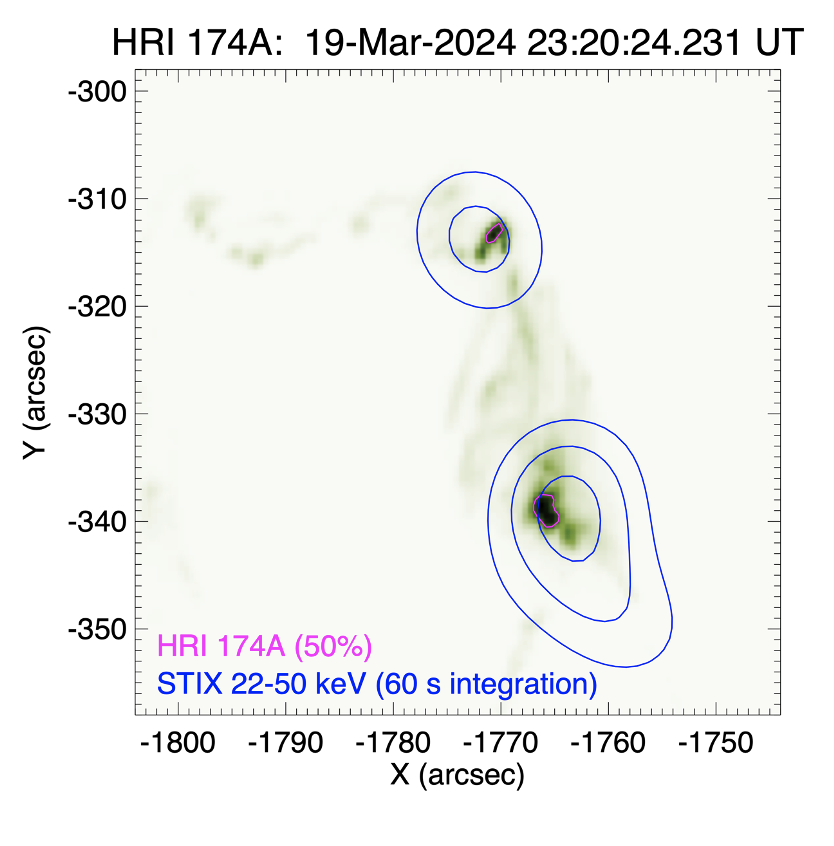 HRI 174A: 19-Mar-2024 23:20:24.231 UT
-300
-310
-320
-330
-340
-350
Y (arcsec)
HRI 174A (50%)
STIX 22-50 keV (60 s integration)
-1800 -1790 -1780 -1770 -1760 -1750
X (arcsec)